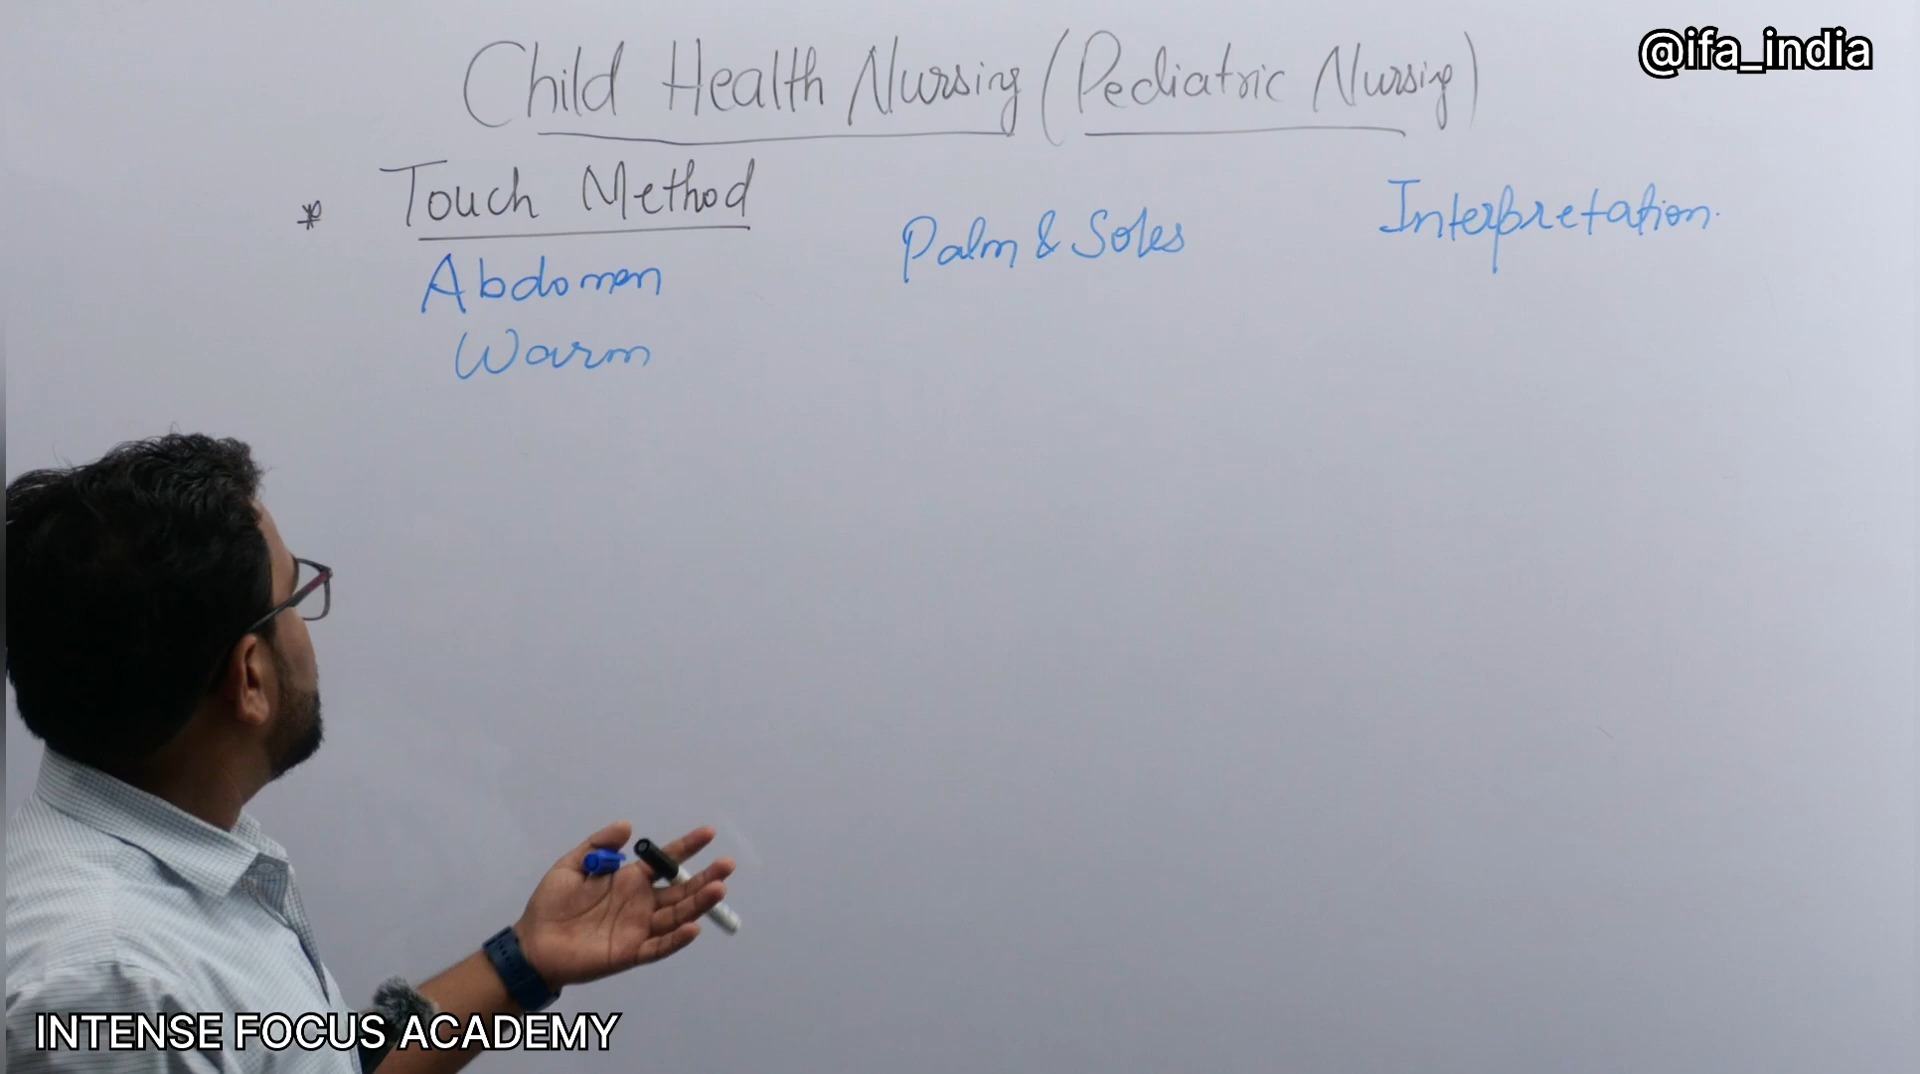 @ifa_india
Child Health Nursing (Pediatric Nursing)
* Touch Method
Abdomen
Palm & Soles
Interpretation.
Warm
INTENSE FOCUS ACADEMY